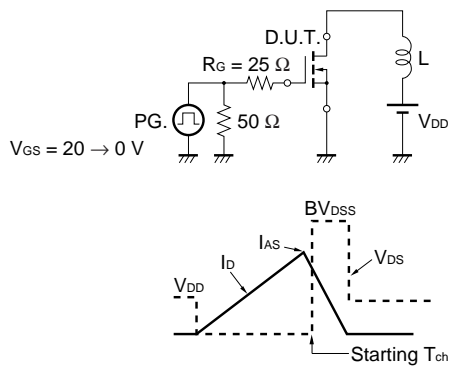 D.U.T.
RG = 25 Ω
L
PG.
50 Ω
VDD
VGS = 20 → 0 V
BVDSS
IAS
ID
VDS
VDD
Starting Tch